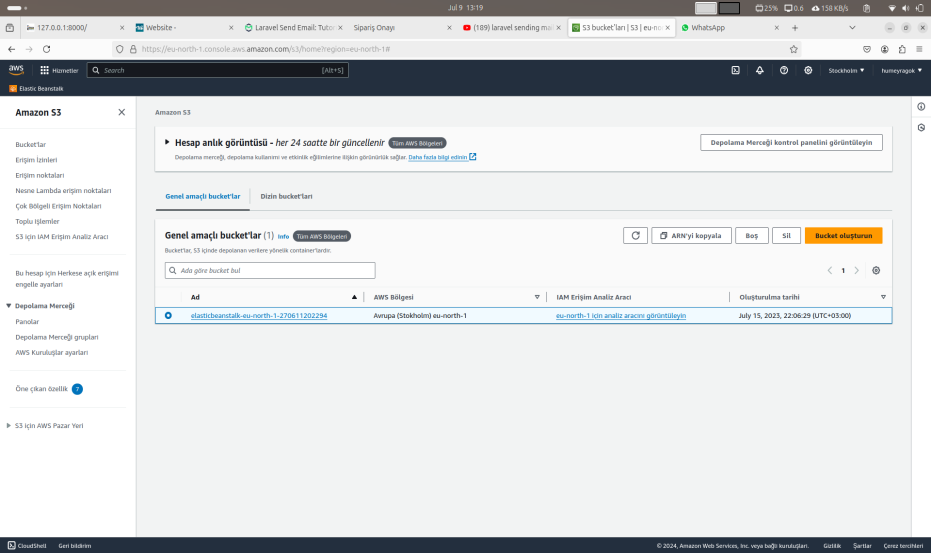 Jul 9 13:19
25% 0.6 158 KB/s
127.0.0.1:8000/ × Website - × Laravel Send Email: Tuto × Sipariş Onayı × (189) laravel sending ma × S3 bucket'ları | S3 | eu-no × WhatsApp × +
https://eu-north-1.console.aws.amazon.com/s3/home?region=eu-north-1#
aws Hizmetler Search [Alt+S] Stockholm ▼ humeyragok ▼
Elastic Beanstalk
Amazon S3 ×
Bucket'lar
Erişim İzinleri
Erişim noktaları
Nesne Lambda erişim noktaları
Çok Bölgeli Erişim Noktaları
Toplu işlemler
S3 için IAM Erişim Analiz Aracı
Bu hesap için Herkese açık erişimi
engelle ayarları
▼ Depolama Merceği
Panolar
Depolama Merceği grupları
AWS Kuruluşlar ayarları
Öne çıkan özellik 7
▶ S3 için AWS Pazar Yeri
Amazon S3
▶ Hesap anlık görüntüsü - her 24 saatte bir güncellenir Tüm AWS Bölgeleri
Depolama Merceği kontrol panelini görüntüleyin
Depolama merceği, depolama kullanımı ve etkinlik eğilimlerine ilişkin görünürlük sağlar. Daha fazla bilgi edinin
Genel amaçlı bucket'lar Dizin bucket'ları
Genel amaçlı bucket'lar (1) Info Tüm AWS Bölgeleri
ARN'yi kopyala Boş Sil Bucket oluşturun
Bucket'lar, S3 içinde depolanan verilere yönelik container'lardır.
Ada göre bucket bul
< 1 >
Ad ▲ AWS Bölgesi ▽ IAM Erişim Analiz Aracı Oluşturulma tarihi ▽
elasticbeanstalk-eu-north-1-270611202294 Avrupa (Stokholm) eu-north-1 eu-north-1 için analiz aracını görüntüleyin July 15, 2023, 22:06:29 (UTC+03:00)
CloudShell Geri bildirim © 2024, Amazon Web Services, Inc. veya bağlı kuruluşları. Gizlilik Şartlar Çerez tercihleri